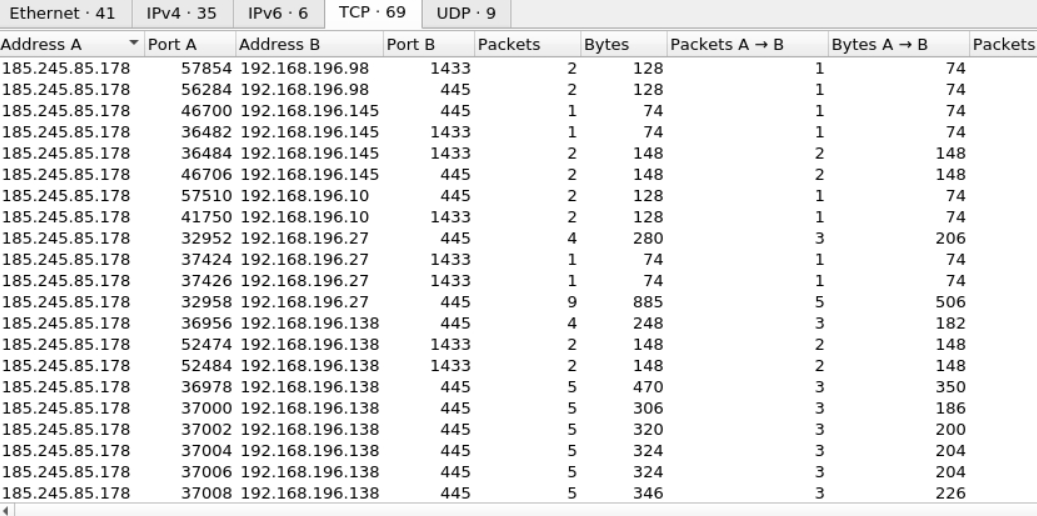 Ethernet · 41 IPv4 · 35 IPv6 · 6 TCP · 69 UDP · 9
Address A Port A Address B Port B Packets Bytes Packets A → B Bytes A → B Packets
185.245.85.178 57854 192.168.196.98 1433 2 128 1 74
185.245.85.178 56284 192.168.196.98 445 2 128 1 74
185.245.85.178 46700 192.168.196.145 445 1 74 1 74
185.245.85.178 36482 192.168.196.145 1433 1 74 1 74
185.245.85.178 36484 192.168.196.145 1433 2 148 2 148
185.245.85.178 46706 192.168.196.145 445 2 148 2 148
185.245.85.178 57510 192.168.196.10 445 2 128 1 74
185.245.85.178 41750 192.168.196.10 1433 2 128 1 74
185.245.85.178 32952 192.168.196.27 445 4 280 3 206
185.245.85.178 37424 192.168.196.27 1433 1 74 1 74
185.245.85.178 37426 192.168.196.27 1433 1 74 1 74
185.245.85.178 32958 192.168.196.27 445 9 885 5 506
185.245.85.178 36956 192.168.196.138 445 4 248 3 182
185.245.85.178 52474 192.168.196.138 1433 2 148 2 148
185.245.85.178 52484 192.168.196.138 1433 2 148 2 148
185.245.85.178 36978 192.168.196.138 445 5 470 3 350
185.245.85.178 37000 192.168.196.138 445 5 306 3 186
185.245.85.178 37002 192.168.196.138 445 5 320 3 200
185.245.85.178 37004 192.168.196.138 445 5 324 3 204
185.245.85.178 37006 192.168.196.138 445 5 324 3 204
185.245.85.178 37008 192.168.196.138 445 5 346 3 226